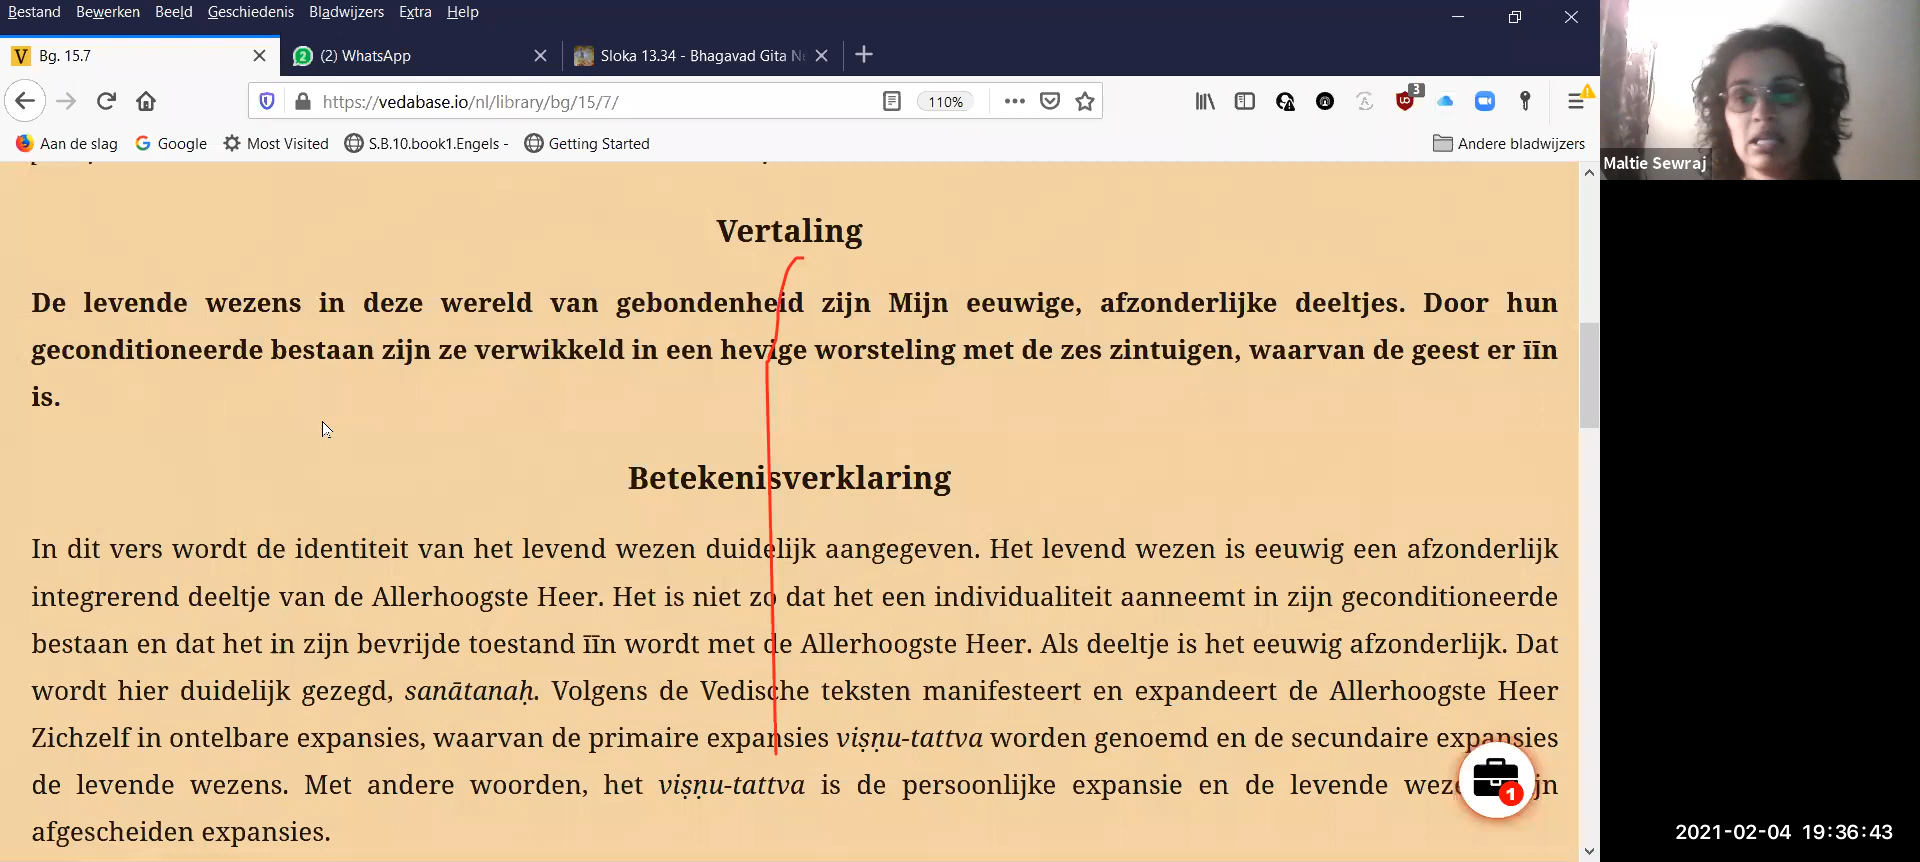 Bestand Bewerken Beeld Geschiedenis Bladwijzers Extra Help
V Bg. 15.7
2 (2) WhatsApp
Sloka 13.34 - Bhagavad Gita
https://vedabase.io/nl/library/bg/15/7/
110%
3
Aan de slag
Google
Most Visited
S.B.10.book1.Engels -
Getting Started
Andere bladwijzers
Maltie Sewraj
Vertaling
De levende wezens in deze wereld van gebondenheid zijn Mijn eeuwige, afzonderlijke deeltjes. Door hun
geconditioneerde bestaan zijn ze verwikkeld in een hevige worsteling met de zes zintuigen, waarvan de geest er īīn
is.
Betekenisverklaring
In dit vers wordt de identiteit van het levend wezen duidelijk aangegeven. Het levend wezen is eeuwig een afzonderlijk
integrerend deeltje van de Allerhoogste Heer. Het is niet zo dat het een individualiteit aanneemt in zijn geconditioneerde
bestaan en dat het in zijn bevrijde toestand īīn wordt met de Allerhoogste Heer. Als deeltje is het eeuwig afzonderlijk. Dat
wordt hier duidelijk gezegd, sanātanaḥ. Volgens de Vedische teksten manifesteert en expandeert de Allerhoogste Heer
Zichzelf in ontelbare expansies, waarvan de primaire expansies viṣṇu-tattva worden genoemd en de secundaire expansies
de levende wezens. Met andere woorden, het viṣṇu-tattva is de persoonlijke expansie en de levende
afgescheiden expansies.
1
2021-02-04 19:36:43